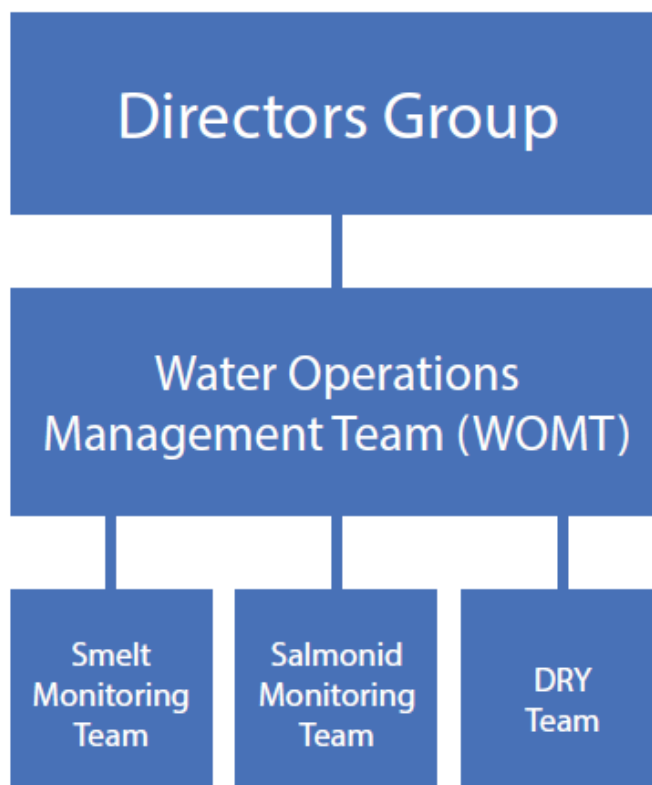 Directors Group
Water Operations
Management Team (WOMT)
Smelt
Monitoring
Team
Salmonid
Monitoring
Team
DRY
Team